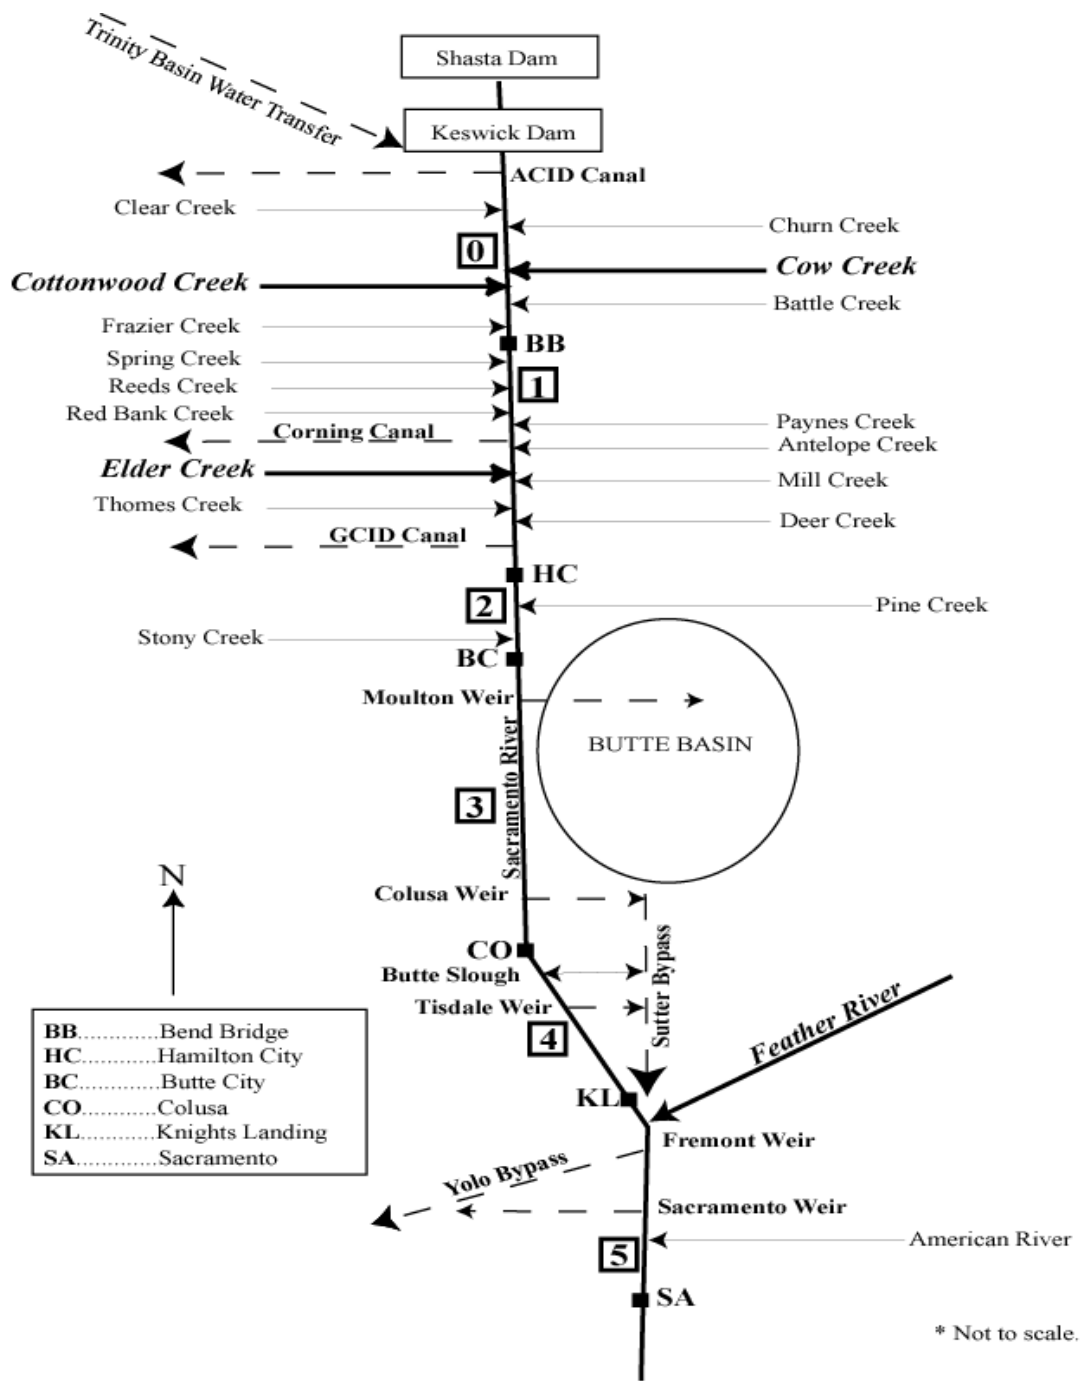 Trinity Basin Water Transfer
Shasta Dam
Keswick Dam
ACID Canal
Clear Creek
Churn Creek
0
Cow Creek
Cottonwood Creek
Battle Creek
Frazier Creek
BB
Spring Creek
1
Reeds Creek
Red Bank Creek
Paynes Creek
Corning Canal
Antelope Creek
Elder Creek
Mill Creek
Thomes Creek
Deer Creek
GCID Canal
HC
2
Pine Creek
Stony Creek
BC
Moulton Weir
BUTTE BASIN
Sacramento River
3
N
Colusa Weir
CO
Sutter Bypass
Butte Slough
Tisdale Weir
4
Feather River
BB.............Bend Bridge
HC............Hamilton City
BC.............Butte City
CO.............Colusa
KL............Knights Landing
SA.............Sacramento
KL
Fremont Weir
Yolo Bypass
Sacramento Weir
American River
5
SA
* Not to scale.